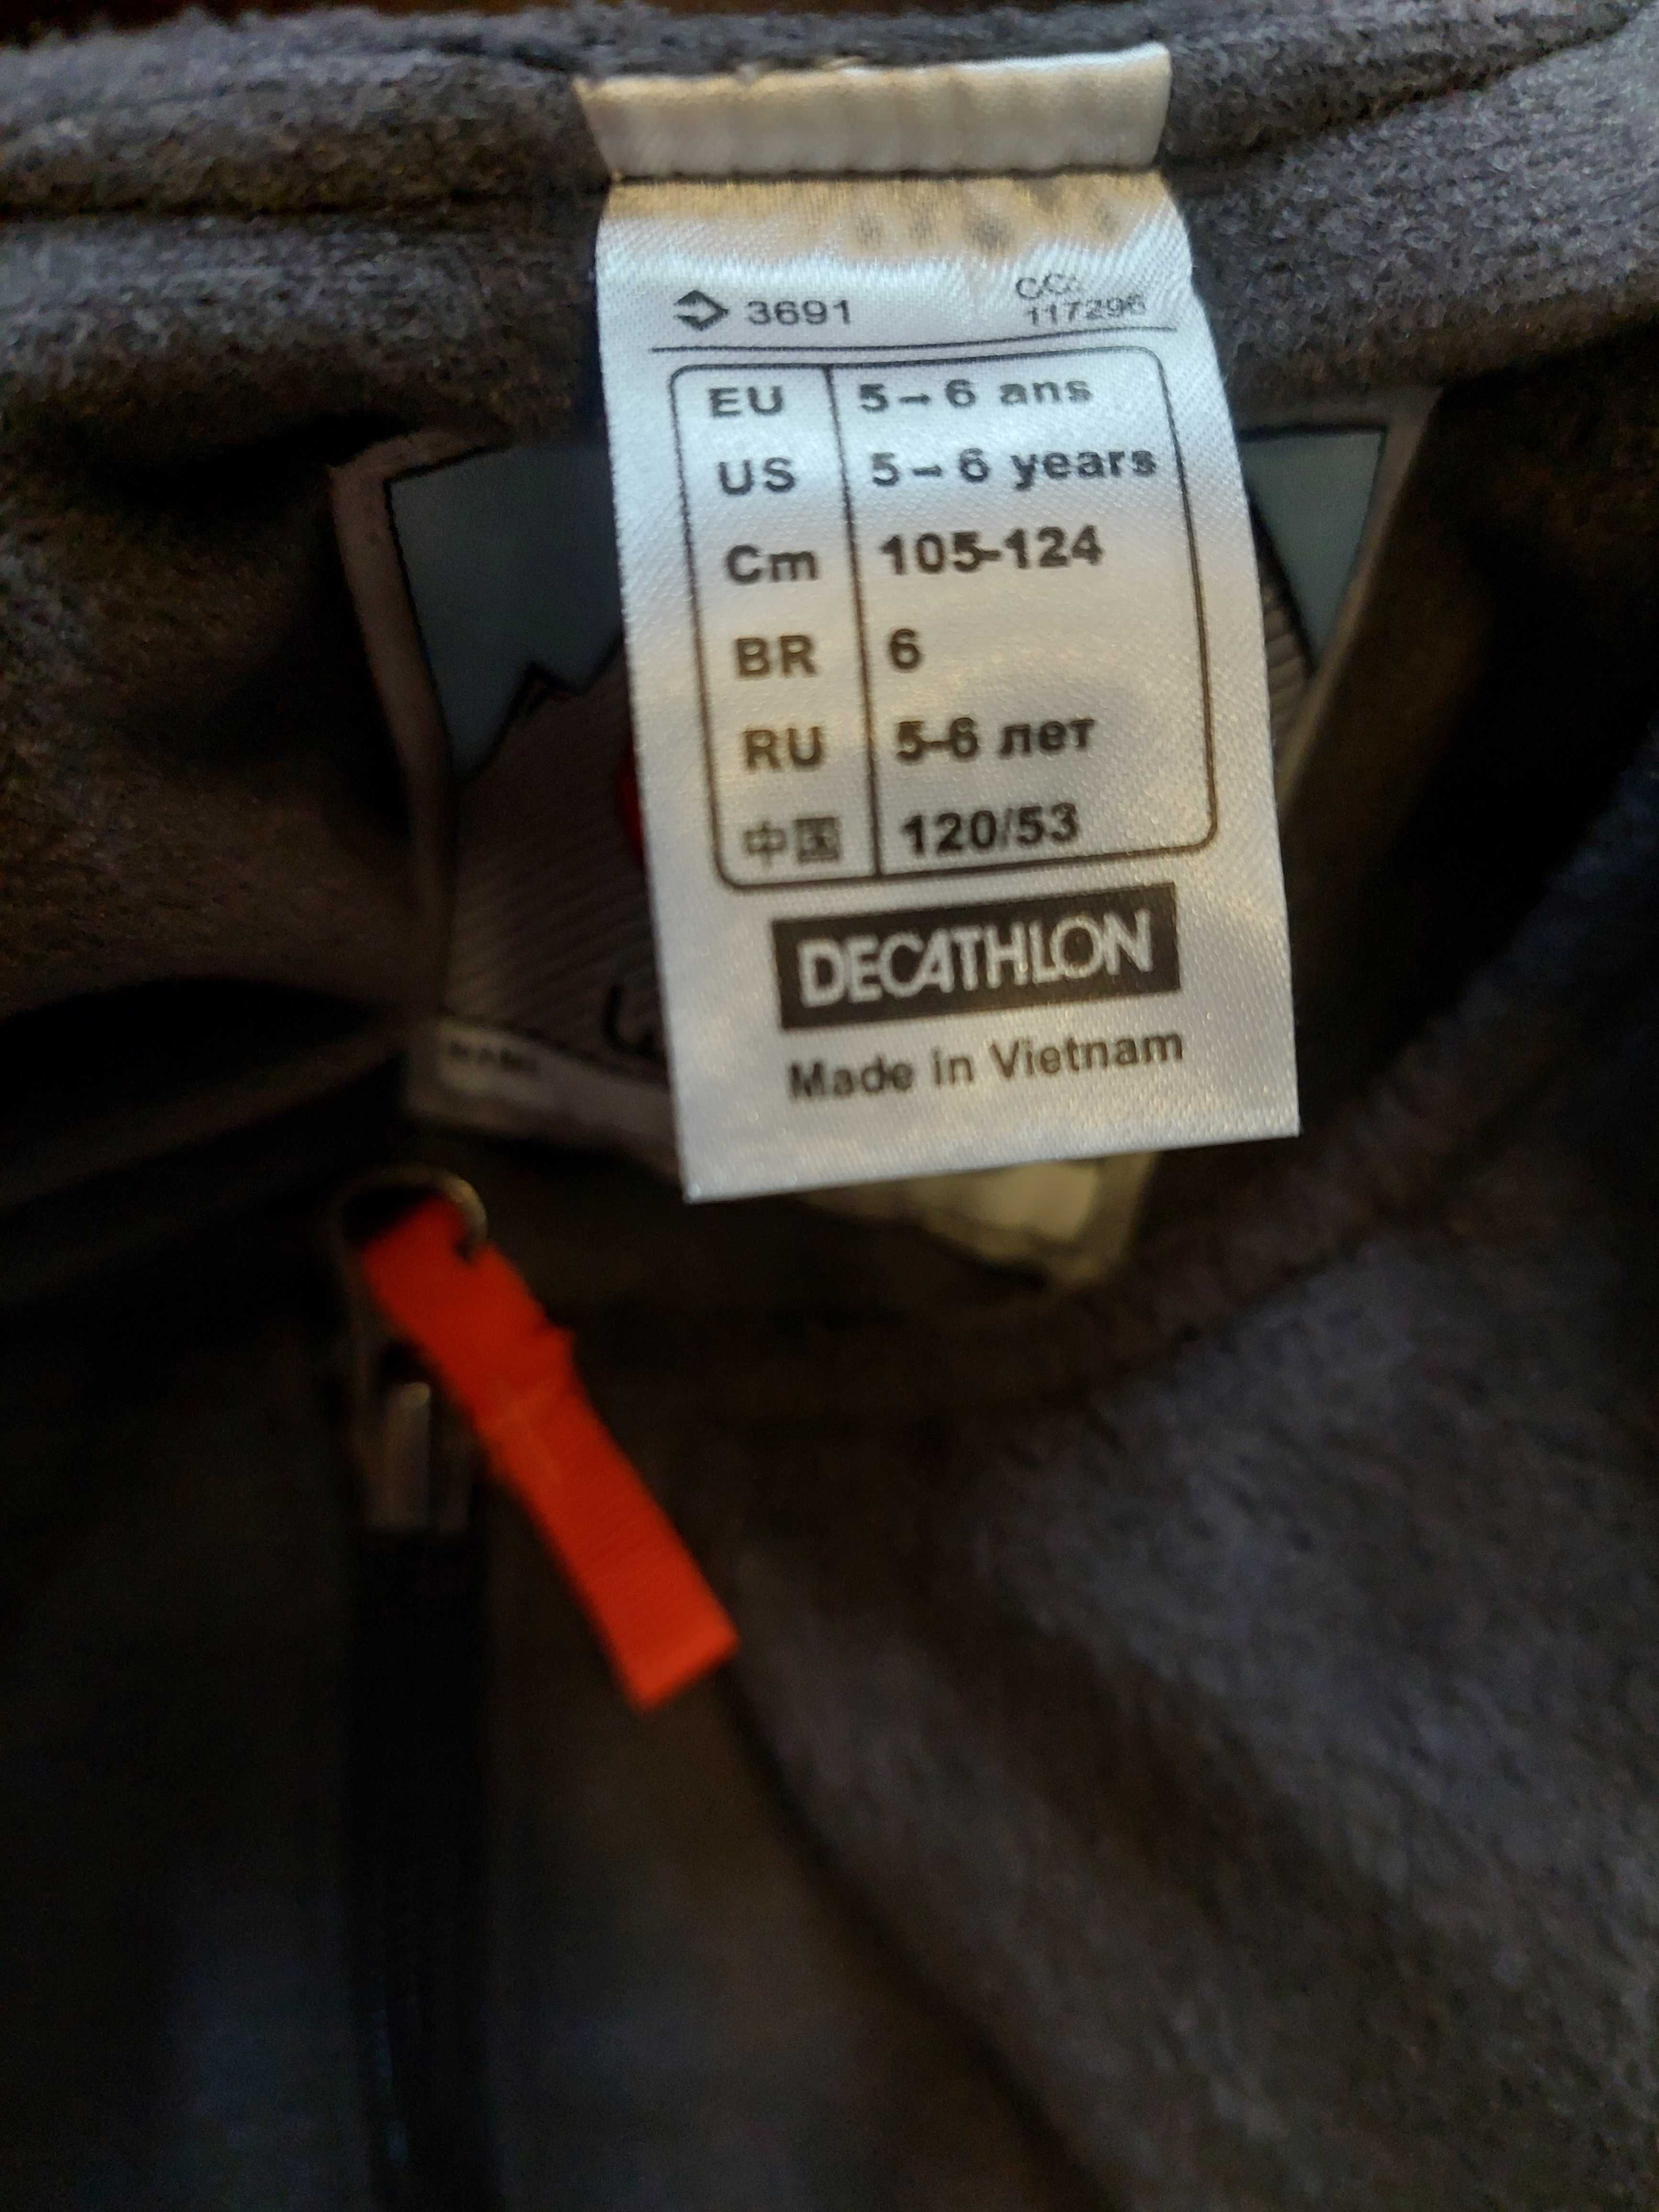 3691
CC:
117296
EU 5→6 ans
US 5→6 years
Cm 105-124
BR 6
RU 5-6 лет
中国 120/53
DECATHLON
Made in Vietnam